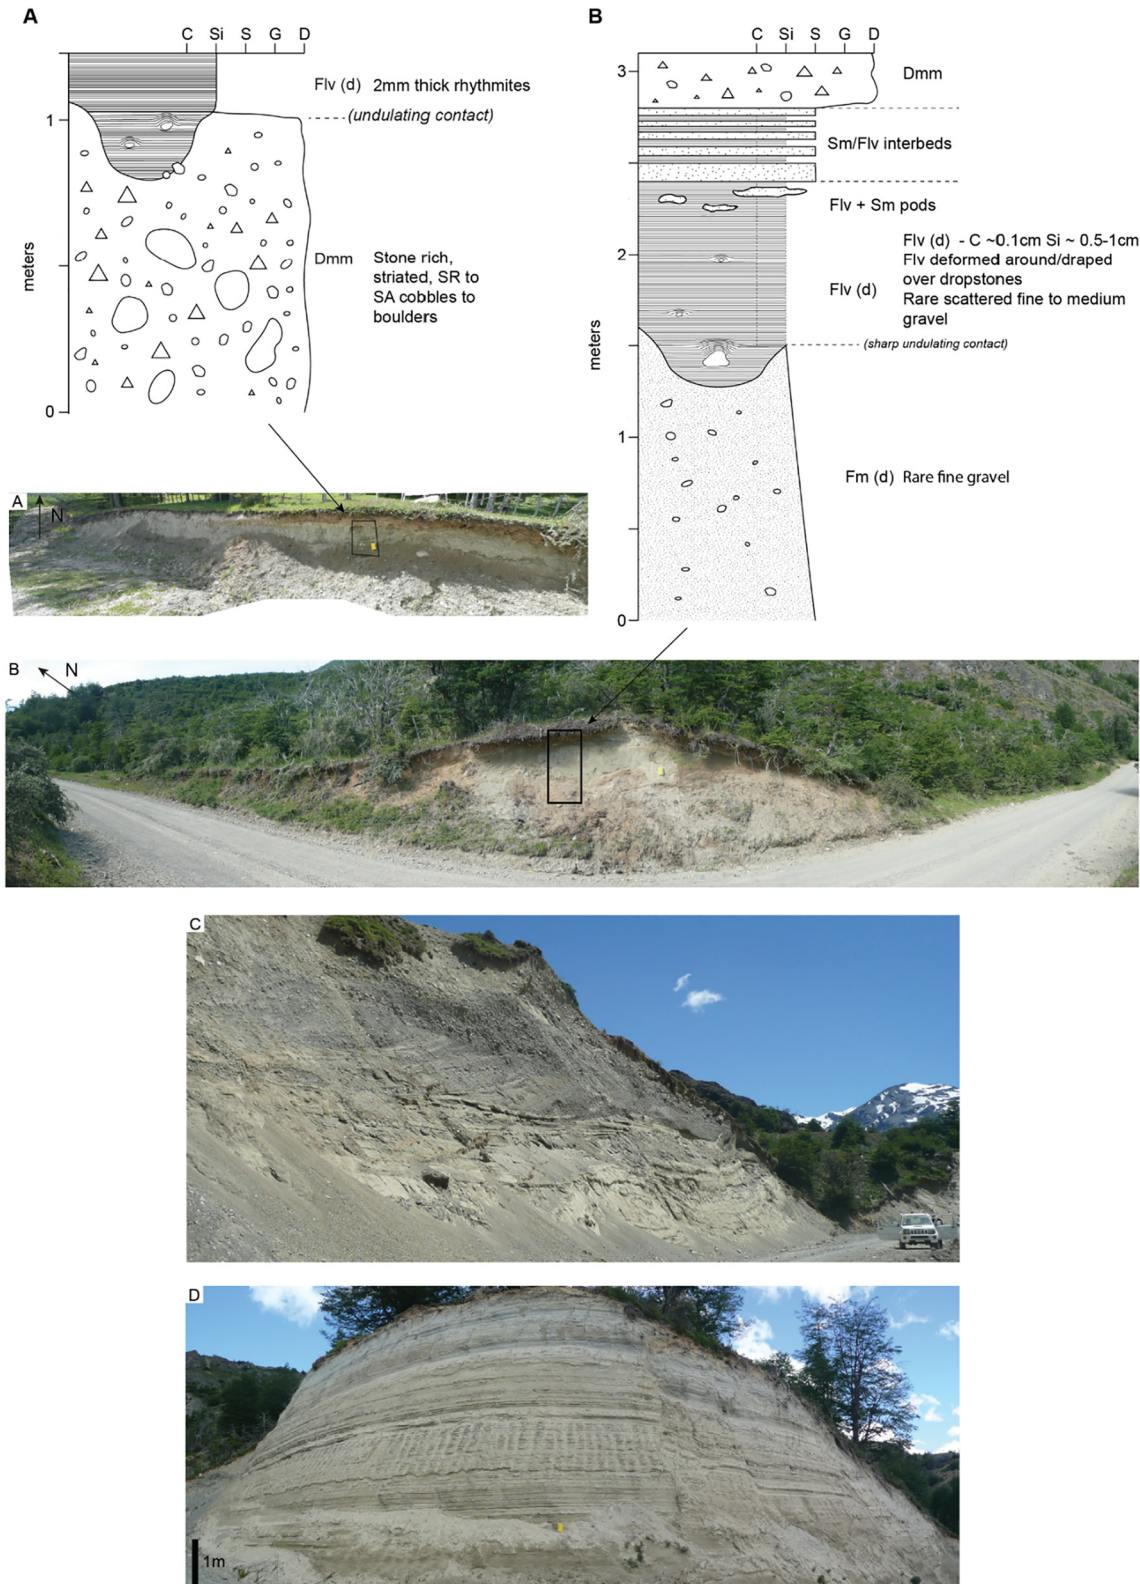 A
C Si S G D
Flv (d) 2mm thick rhythmites
1
(undulating contact)
meters
Dmm
Stone rich,
striated, SR to
SA cobbles to
boulders
0
B
C Si S G D
3
Dmm
Sm/Flv interbeds
Flv + Sm pods
2
Flv (d) - C ~0.1cm Si ~ 0.5-1cm
Flv deformed around/draped
over dropstones
Rare scattered fine to medium
gravel
Flv (d)
(sharp undulating contact)
meters
1
Fm (d) Rare fine gravel
0
A
N
B
N
C
D
1m